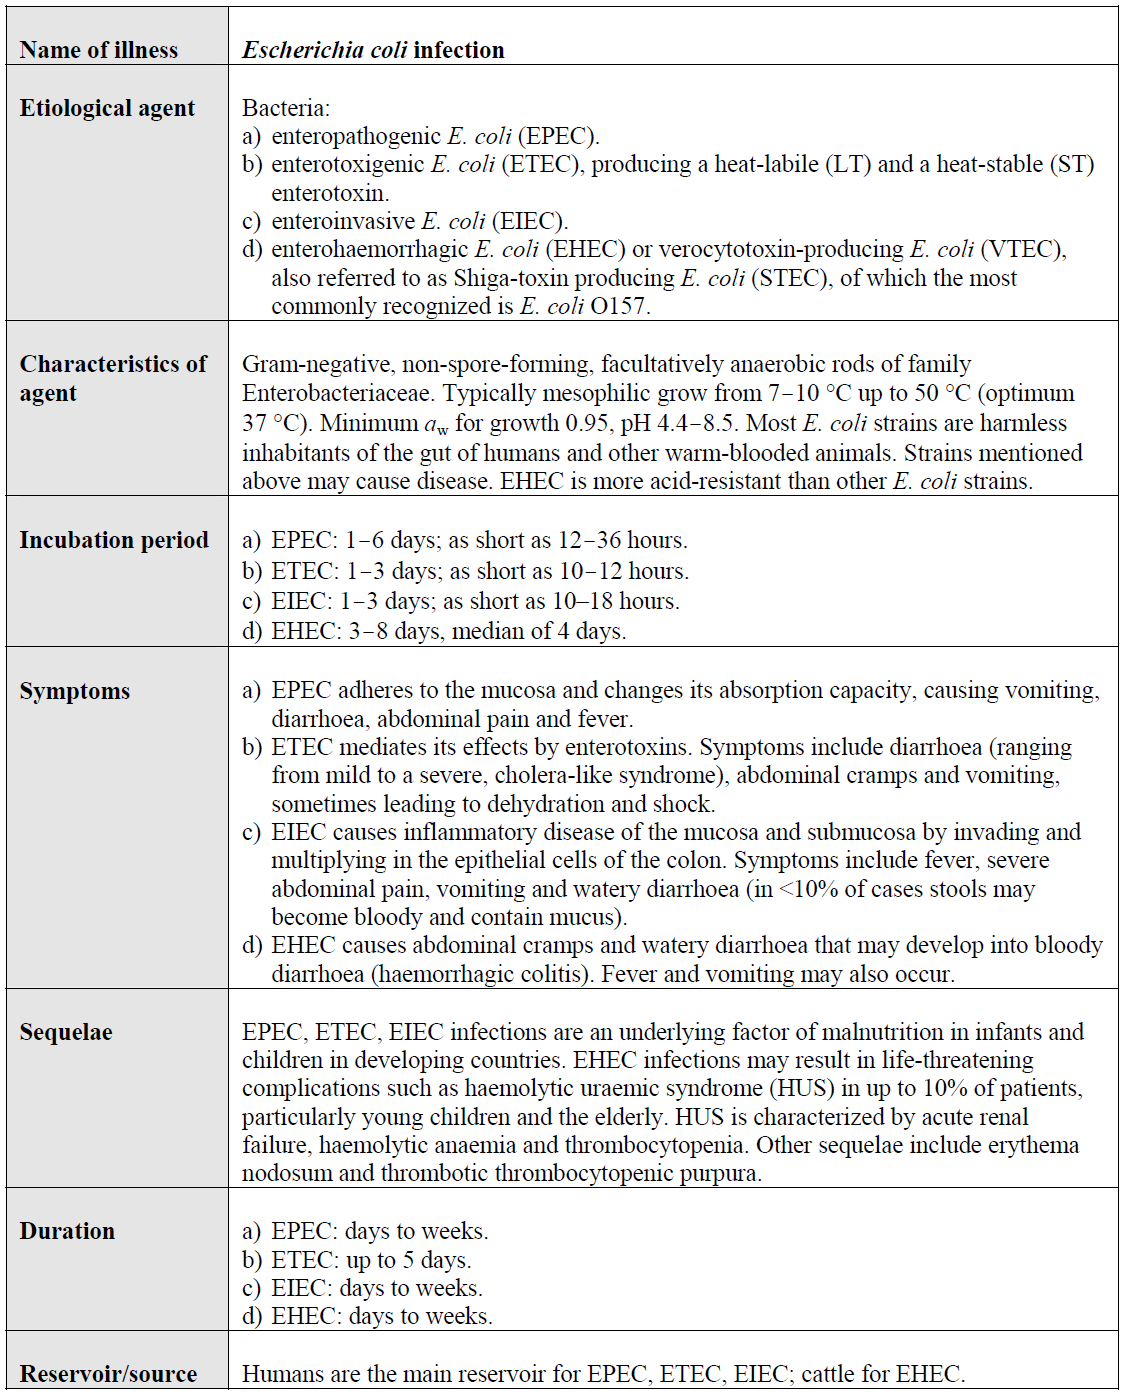 Name of illness
Escherichia coli infection
Etiological agent
Bacteria:
a) enteropathogenic E. coli (EPEC).
b) enterotoxigenic E. coli (ETEC), producing a heat-labile (LT) and a heat-stable (ST)
enterotoxin.
c) enteroinvasive E. coli (EIEC).
d) enterohaemorrhagic E. coli (EHEC) or verocytotoxin-producing E. coli (VTEC),
also referred to as Shiga-toxin producing E. coli (STEC), of which the most
commonly recognized is E. coli O157.
Characteristics of
agent
Gram-negative, non-spore-forming, facultatively anaerobic rods of family
Enterobacteriaceae. Typically mesophilic grow from 7–10 °C up to 50 °C (optimum
37 °C). Minimum aw for growth 0.95, pH 4.4–8.5. Most E. coli strains are harmless
inhabitants of the gut of humans and other warm-blooded animals. Strains mentioned
above may cause disease. EHEC is more acid-resistant than other E. coli strains.
Incubation period
a) EPEC: 1–6 days; as short as 12–36 hours.
b) ETEC: 1–3 days; as short as 10–12 hours.
c) EIEC: 1–3 days; as short as 10–18 hours.
d) EHEC: 3–8 days, median of 4 days.
Symptoms
a) EPEC adheres to the mucosa and changes its absorption capacity, causing vomiting,
diarrhoea, abdominal pain and fever.
b) ETEC mediates its effects by enterotoxins. Symptoms include diarrhoea (ranging
from mild to a severe, cholera-like syndrome), abdominal cramps and vomiting,
sometimes leading to dehydration and shock.
c) EIEC causes inflammatory disease of the mucosa and submucosa by invading and
multiplying in the epithelial cells of the colon. Symptoms include fever, severe
abdominal pain, vomiting and watery diarrhoea (in <10% of cases stools may
become bloody and contain mucus).
d) EHEC causes abdominal cramps and watery diarrhoea that may develop into bloody
diarrhoea (haemorrhagic colitis). Fever and vomiting may also occur.
Sequelae
EPEC, ETEC, EIEC infections are an underlying factor of malnutrition in infants and
children in developing countries. EHEC infections may result in life-threatening
complications such as haemolytic uraemic syndrome (HUS) in up to 10% of patients,
particularly young children and the elderly. HUS is characterized by acute renal
failure, haemolytic anaemia and thrombocytopenia. Other sequelae include erythema
nodosum and thrombotic thrombocytopenic purpura.
Duration
a) EPEC: days to weeks.
b) ETEC: up to 5 days.
c) EIEC: days to weeks.
d) EHEC: days to weeks.
Reservoir/source
Humans are the main reservoir for EPEC, ETEC, EIEC; cattle for EHEC.